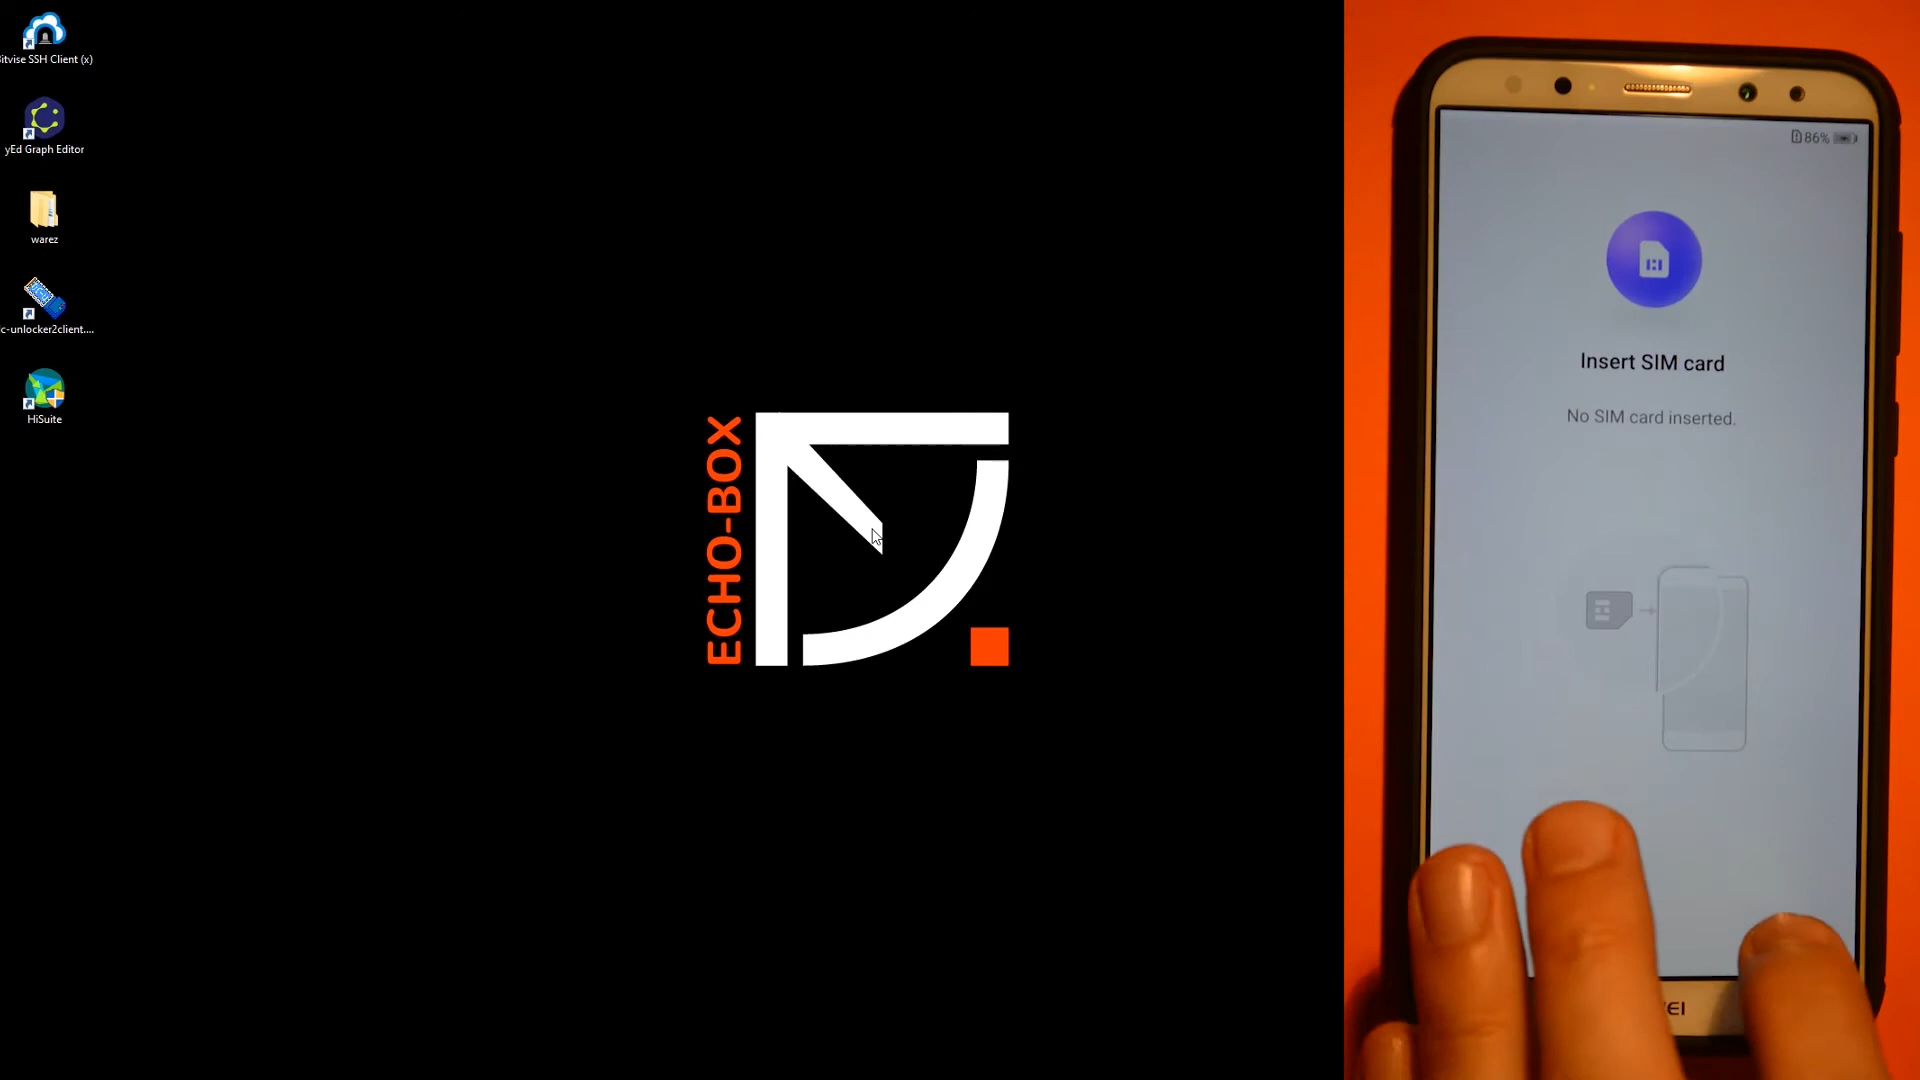 itvise SSH Client (x)
yEd Graph Editor
warez
c-unlocker2client....
HiSuite
ECHO-BOX
86%
Insert SIM card
No SIM card inserted.
EI